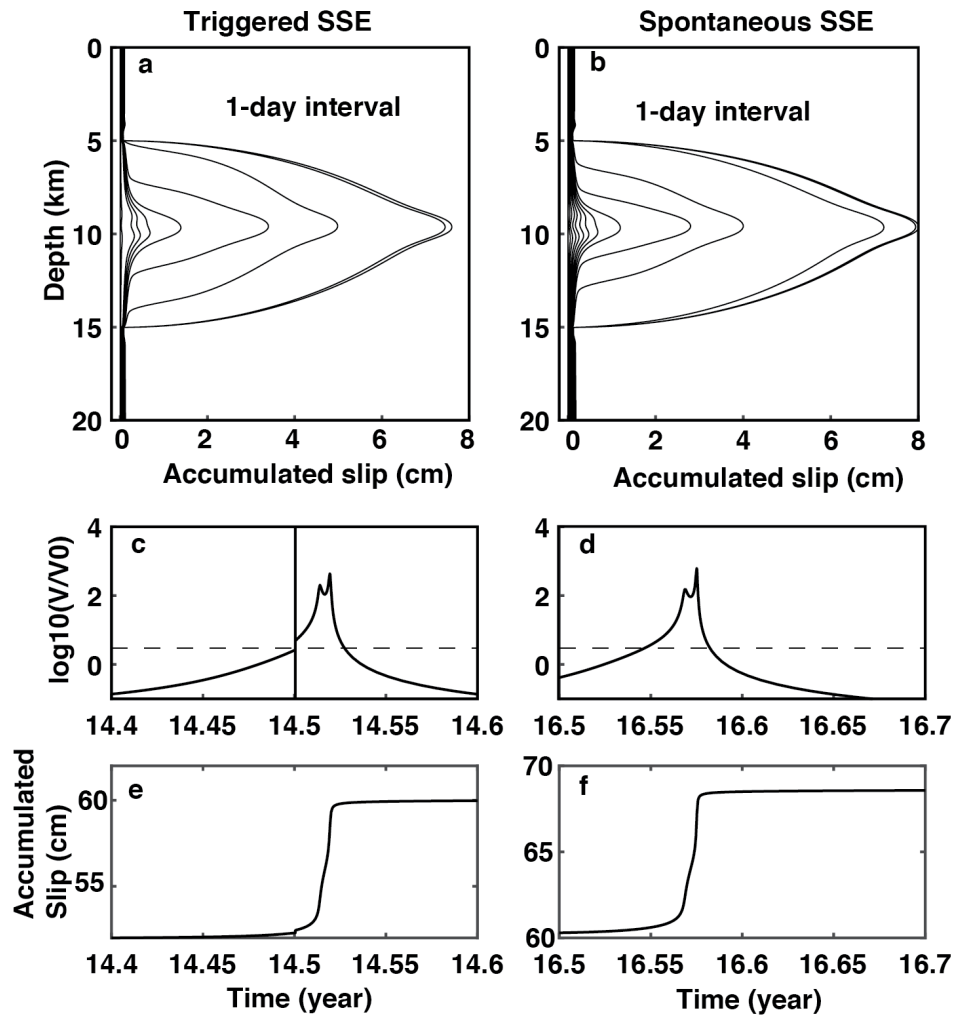 Triggered SSE
Spontaneous SSE
a
1-day interval
0
5
10
15
20
Depth (km)
0 2 4 6 8
Accumulated slip (cm)
b
1-day interval
0
5
10
15
20
0 2 4 6 8
Accumulated slip (cm)
c
4
2
0
log10(V/V0)
14.4 14.45 14.5 14.55 14.6
d
4
2
0
16.5 16.55 16.6 16.65 16.7
e
60
55
Accumulated
Slip (cm)
14.4 14.45 14.5 14.55 14.6
Time (year)
f
70
65
60
16.5 16.55 16.6 16.65 16.7
Time (year)